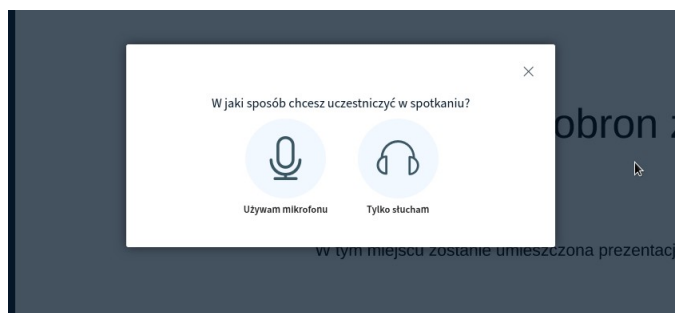 W jaki sposób chcesz uczestniczyć w spotkaniu?
obron
Używam mikrofonu
Tylko słucham
W tym miejscu zostanie umieszczona prezentacj